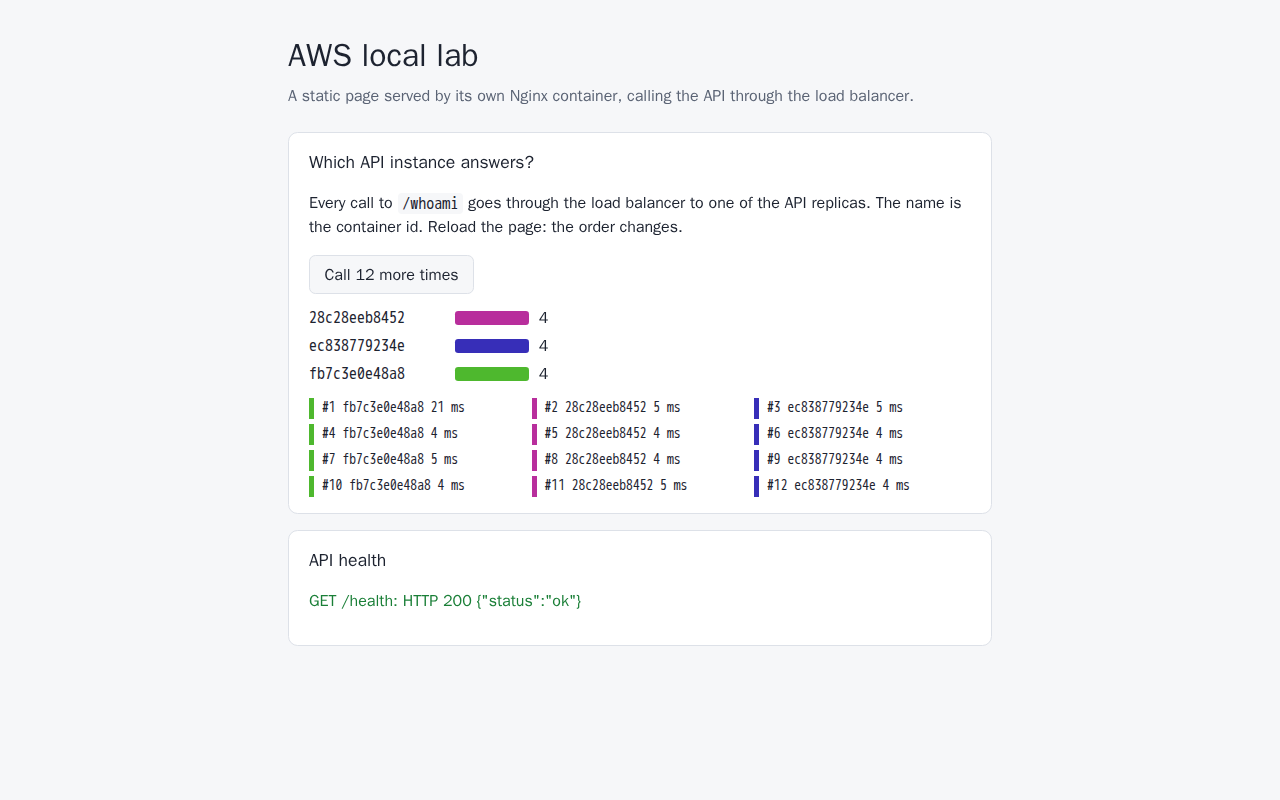 AWS local lab
A static page served by its own Nginx container, calling the API through the load balancer.
Which API instance answers?
Every call to /whoami goes through the load balancer to one of the API replicas. The name is
the container id. Reload the page: the order changes.
Call 12 more times
28c28eeb8452 4
ec838779234e 4
fb7c3e0e48a8 4
#1 fb7c3e0e48a8 21 ms #2 28c28eeb8452 5 ms #3 ec838779234e 5 ms
#4 fb7c3e0e48a8 4 ms #5 28c28eeb8452 4 ms #6 ec838779234e 4 ms
#7 fb7c3e0e48a8 5 ms #8 28c28eeb8452 4 ms #9 ec838779234e 4 ms
#10 fb7c3e0e48a8 4 ms #11 28c28eeb8452 5 ms #12 ec838779234e 4 ms
API health
GET /health: HTTP 200 {"status":"ok"}